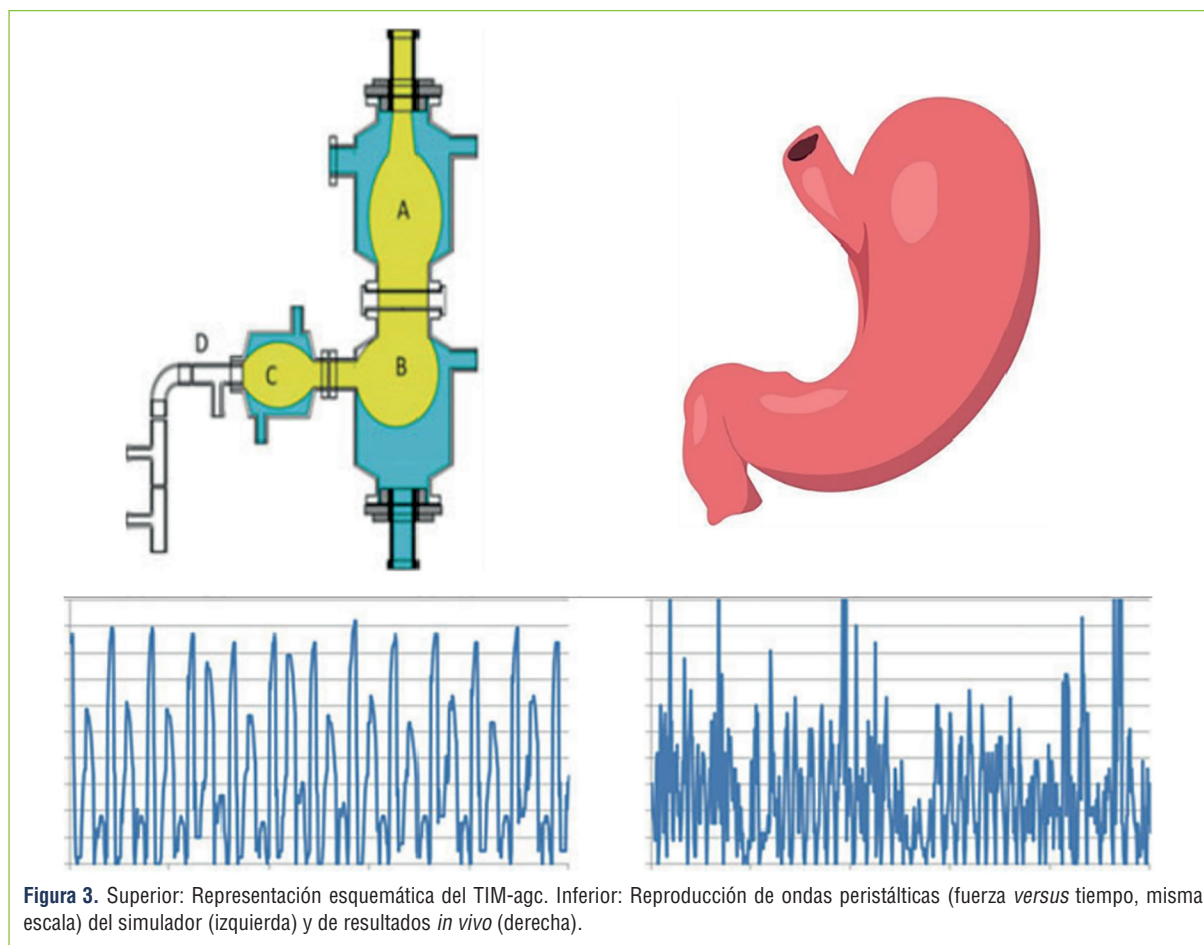 A
D
C
B
Figura 3. Superior: Representación esquemática del TIM-agc. Inferior: Reproducción de ondas peristálticas (fuerza versus tiempo, misma
escala) del simulador (izquierda) y de resultados in vivo (derecha).